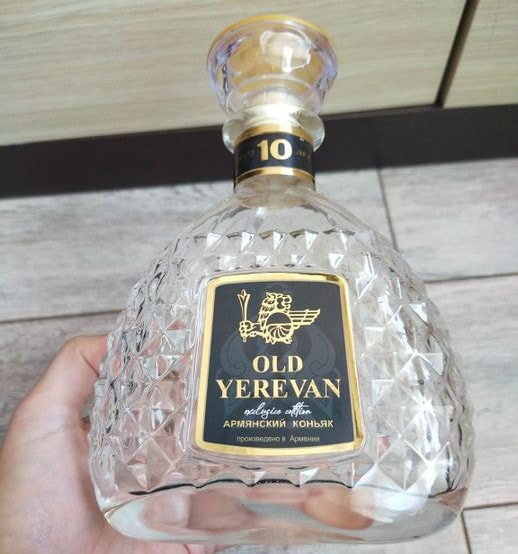 10
OLD
YEREVAN
exclusive edition
АРМЯНСКИЙ КОНЬЯК
произведено в Армении